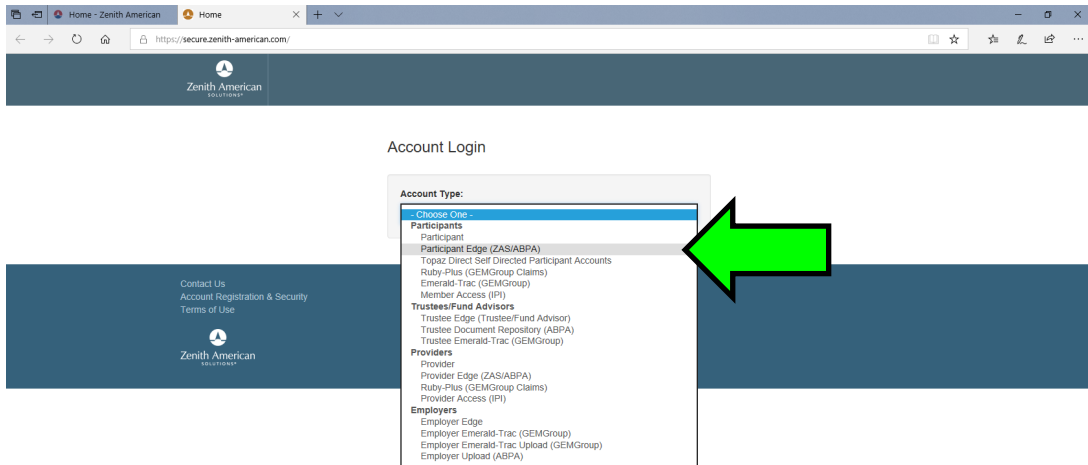 Home - Zenith American
Home
https://secure.zenith-american.com/
Zenith American
SOLUTIONS
Account Login
Account Type:
- Choose One -
Participants
Participant
Participant Edge (ZAS/ABPA)
Topaz Direct Self Directed Participant Accounts
Ruby-Plus (GEMGroup Claims)
Emerald-Trac (GEMGroup)
Member Access (IPI)
Trustees/Fund Advisors
Trustee Edge (Trustee/Fund Advisor)
Trustee Document Repository (ABPA)
Trustee Emerald-Trac (GEMGroup)
Providers
Provider
Provider Edge (ZAS/ABPA)
Ruby-Plus (GEMGroup Claims)
Provider Access (IPI)
Employers
Employer Edge
Employer Emerald-Trac (GEMGroup)
Employer Emerald-Trac Upload (GEMGroup)
Employer Upload (ABPA)
Contact Us
Account Registration & Security
Terms of Use
Zenith American
SOLUTIONS